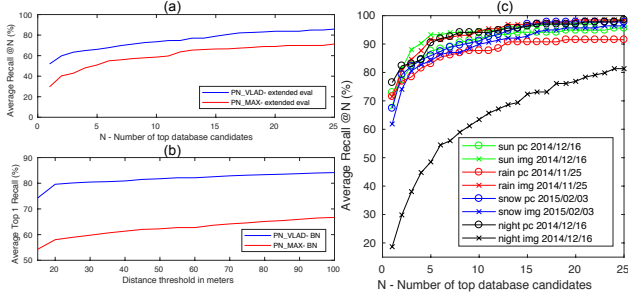 (a)
Average Recall @N (%)
100
80
60
40
20
0
PN_VLAD- extended eval
PN_MAX- extended eval
0
5
10
15
20
25
N - Number of top database candidates
(b)
Average Top 1 Recall (%)
90
80
70
60
50
PN_VLAD- BN
PN_MAX- BN
20
30
40
50
60
70
80
90
100
Distance threshold in meters
(c)
Average Recall @N (%)
100
90
80
70
60
50
40
30
20
sun pc 2014/12/16
sun img 2014/12/16
rain pc 2014/11/25
rain img 2014/11/25
snow pc 2015/02/03
snow img 2015/02/03
night pc 2014/12/16
night img 2014/12/16
0
5
10
15
20
25
N - Number of top database candidates